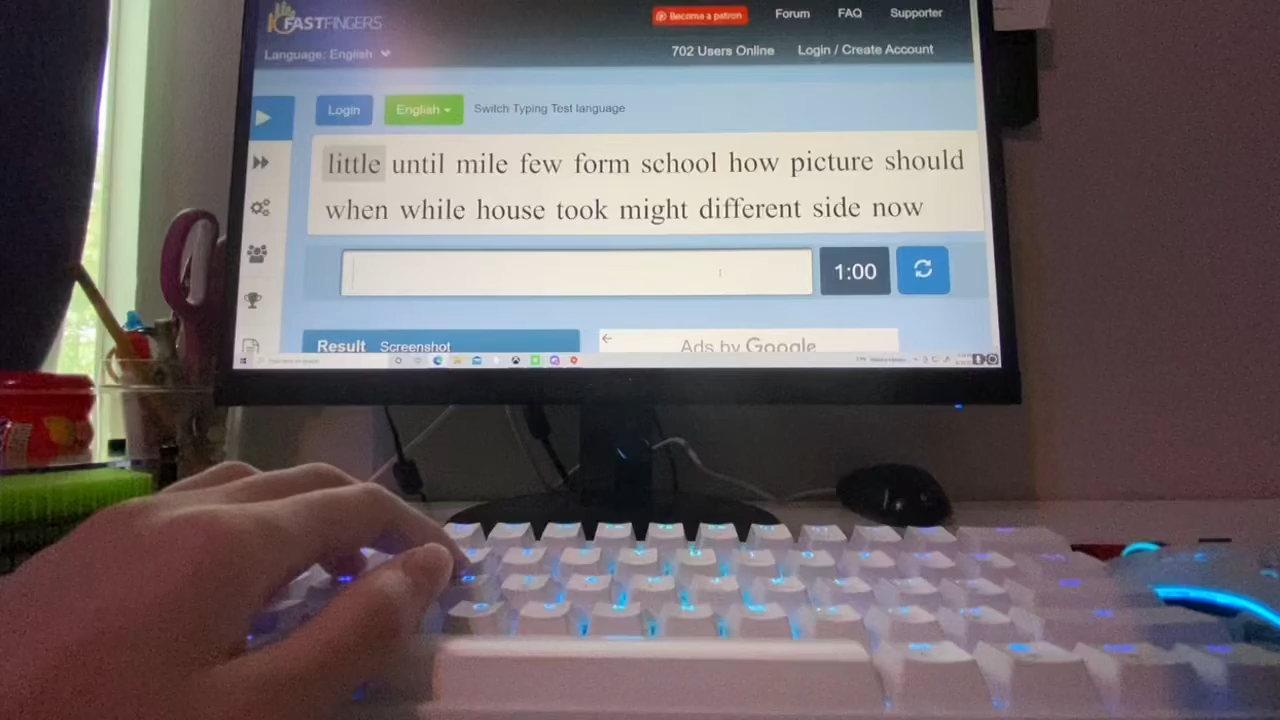 FASTFINGERS
Become a patron
Forum
FAQ
Supporter
Language: English
702 Users Online
Login / Create Account
Login
English
Switch Typing Test language
little until mile few form school how picture should
when while house took might different side now
1:00
Result
Screenshot
Ads by Google